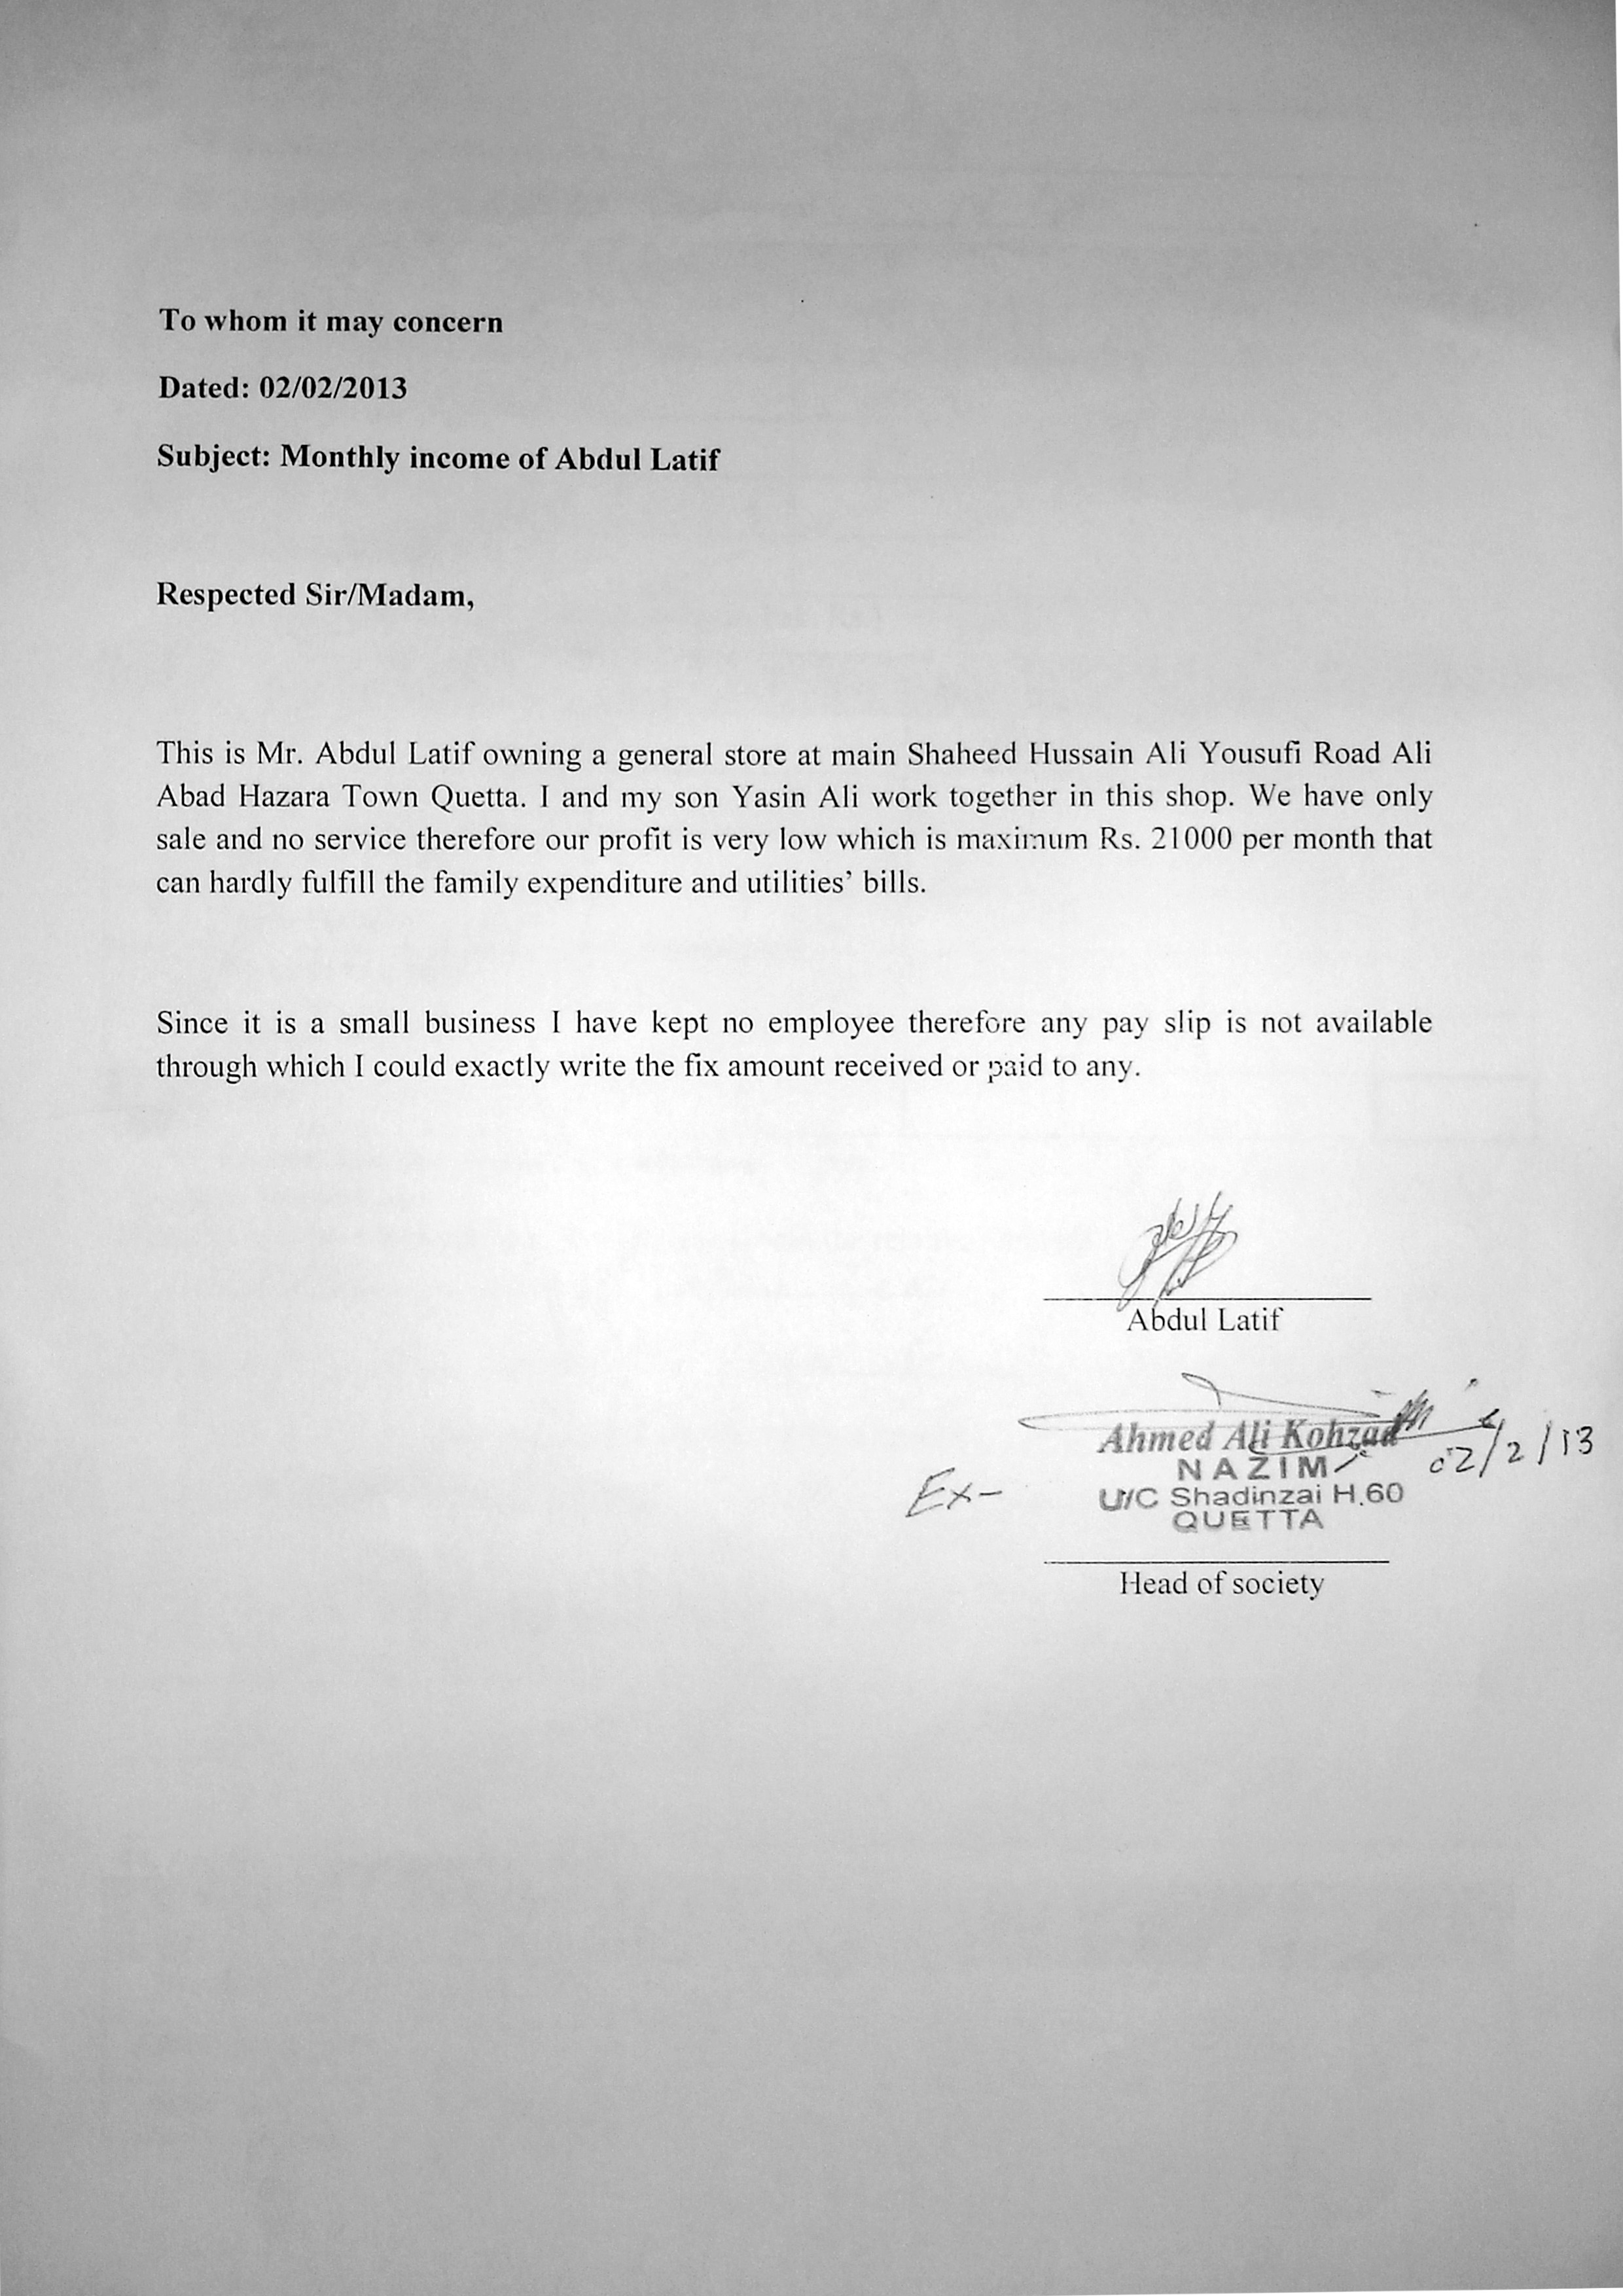 To whom it may concern
Dated: 02/02/2013
Subject: Monthly income of Abdul Latif
Respected Sir/Madam,
This is Mr. Abdul Latif owning a general store at main Shaheed Hussain Ali Yousufi Road Ali
Abad Hazara Town Quetta. I and my son Yasin Ali work together in this shop. We have only
sale and no service therefore our profit is very low which is maximum Rs. 21000 per month that
can hardly fulfill the family expenditure and utilities' bills.
Since it is a small business I have kept no employee therefore any pay slip is not available
through which I could exactly write the fix amount received or paid to any.
Abdul Latif
Ahmed Ali Kohzad
Ex- NAZIM 02/2/13
U/C Shadinzai H.60
QUETTA
Head of society